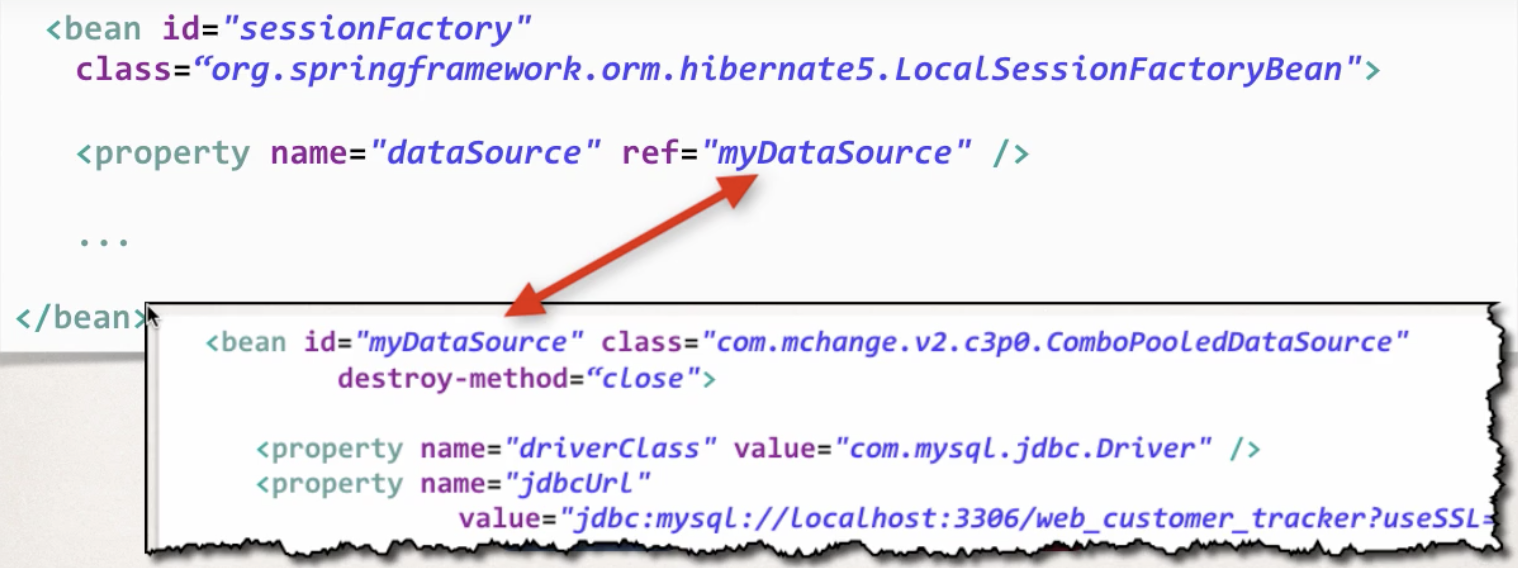 <bean id="sessionFactory"
class=“org.springframework.orm.hibernate5.LocalSessionFactoryBean">
<property name="dataSource" ref="myDataSource" />
...
</bean>
<bean id="myDataSource" class="com.mchange.v2.c3p0.ComboPooledDataSource"
destroy-method=“close">
<property name="driverClass" value="com.mysql.jdbc.Driver" />
<property name="jdbcUrl"
value="jdbc:mysql://localhost:3306/web_customer_tracker?useSSL=